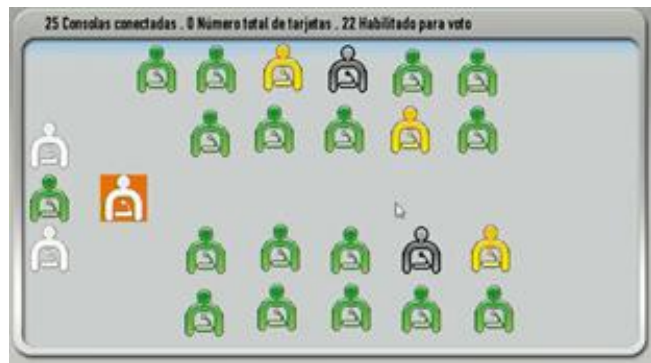 25 Consolas conectadas . 0 Número total de tarjetas . 22 Habilitado para voto